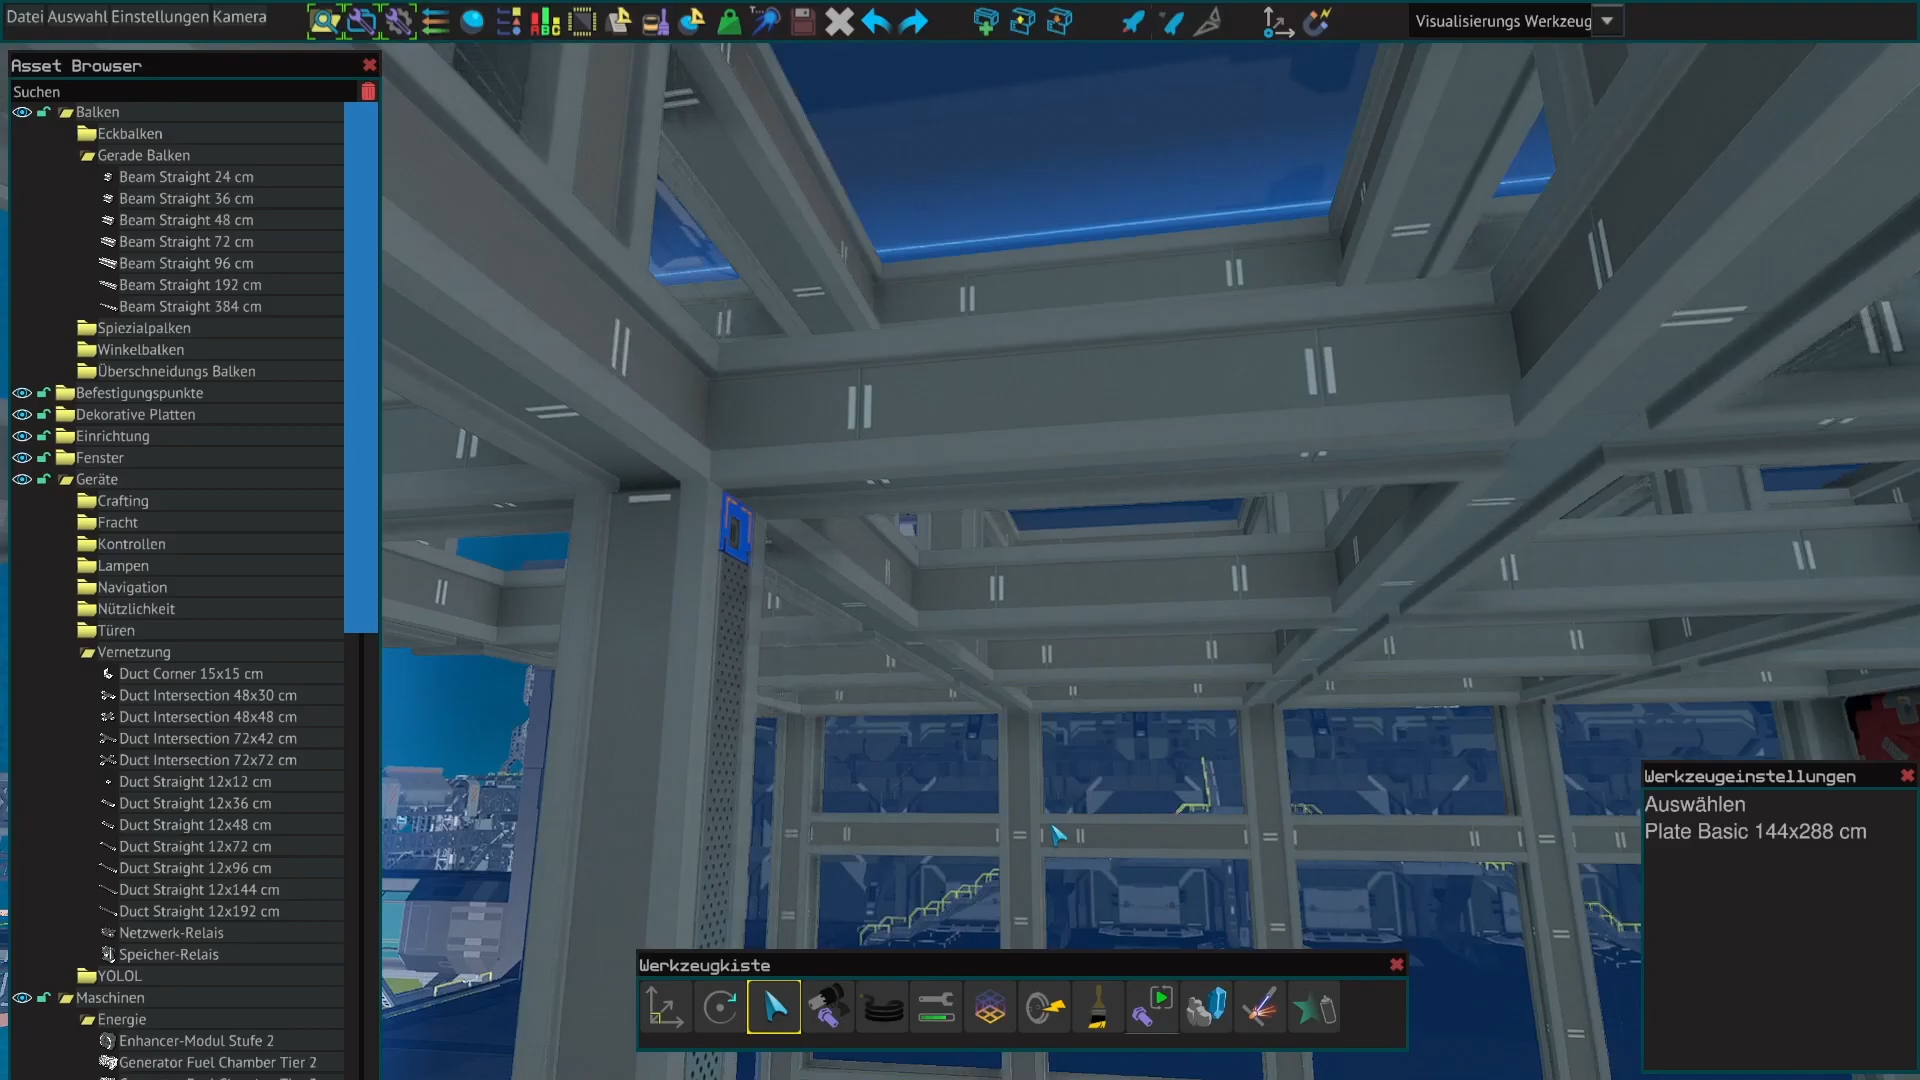 Datei Auswahl Einstellungen Kamera
ABC
Visualisierungs Werkzeug
Asset Browser
Suchen
Balken
Eckbalken
Gerade Balken
Beam Straight 24 cm
Beam Straight 36 cm
Beam Straight 48 cm
Beam Straight 72 cm
Beam Straight 96 cm
Beam Straight 192 cm
Beam Straight 384 cm
Spiezialpalken
Winkelbalken
Überschneidungs Balken
Befestigungspunkte
Dekorative Platten
Einrichtung
Fenster
Geräte
Crafting
Fracht
Kontrollen
Lampen
Navigation
Nützlichkeit
Türen
Vernetzung
Duct Corner 15x15 cm
Duct Intersection 48x30 cm
Duct Intersection 48x48 cm
Duct Intersection 72x42 cm
Duct Intersection 72x72 cm
Duct Straight 12x12 cm
Duct Straight 12x36 cm
Duct Straight 12x48 cm
Duct Straight 12x72 cm
Duct Straight 12x96 cm
Duct Straight 12x144 cm
Duct Straight 12x192 cm
Netzwerk-Relais
Speicher-Relais
YOLOL
Maschinen
Energie
Enhancer-Modul Stufe 2
Generator Fuel Chamber Tier 2
Werkzeugkiste
Werkzeugeinstellungen
Auswählen
Plate Basic 144x288 cm